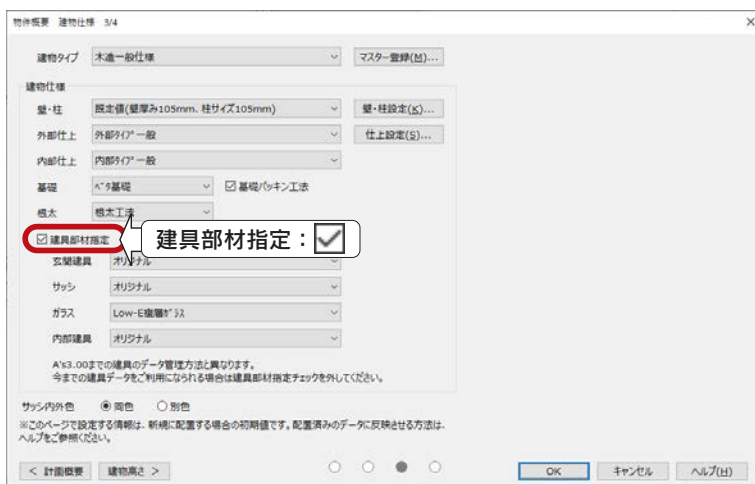 物件概要 建物仕様 3/4
建物タイプ 木造一般仕様 マスター登録(M)...
建物仕様
壁・柱 既定値(壁厚み105mm、柱サイズ105mm) 壁・柱設定(K)...
外部仕上 外部タイプ一般 仕上設定(S)...
内部仕上 内部タイプ一般
基礎 ベタ基礎 基礎パッキン工法
根太 根太工法
建具部材指定 建具部材指定：
玄関建具 オリジナル
サッシ オリジナル
ガラス Low-E複層ガラス
内部建具 オリジナル
A's3.00までの建具のデータ管理方法と異なります。
今までの建具データをご利用になられる場合は建具部材指定チェックを外してください。
サッシ内外色 同色 別色
※このページで設定する情報は、新規に配置する場合の初期値です。配置済みのデータに反映させる方法は、
ヘルプをご参照ください。
< 計画概要 建物高さ > OK キャンセル ヘルプ(H)